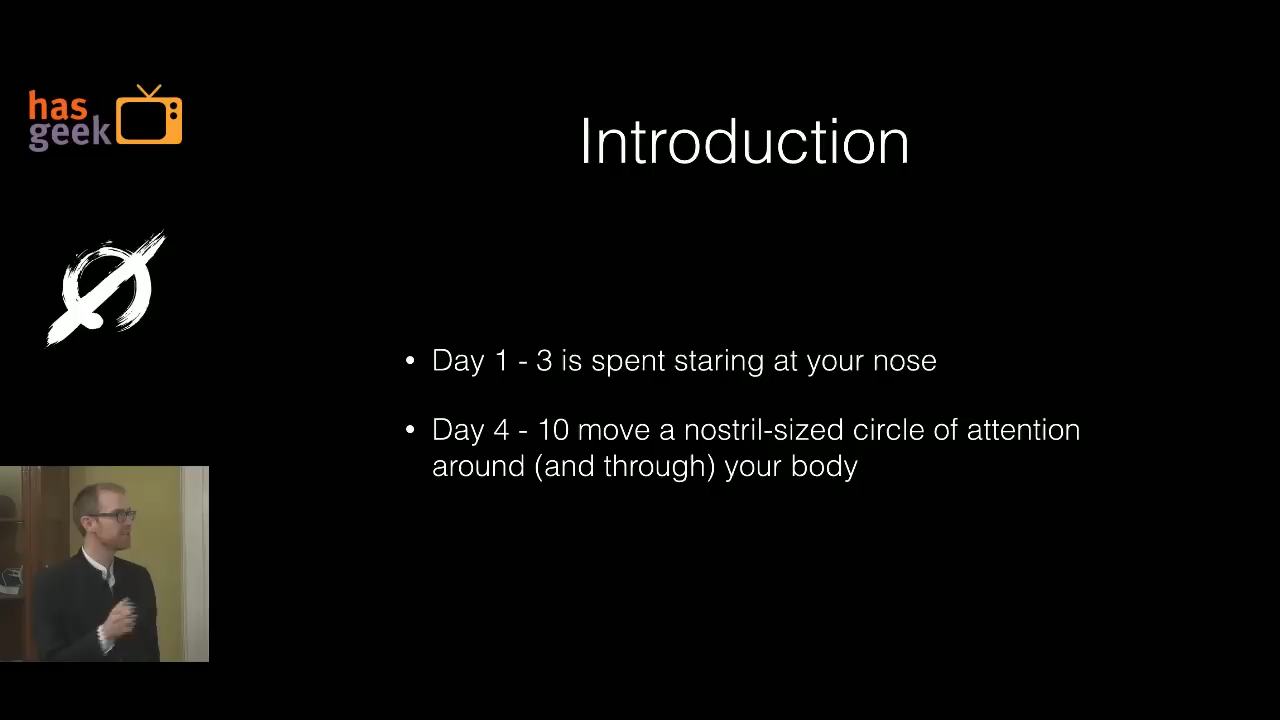 has
geek
Introduction
• Day 1 - 3 is spent staring at your nose
• Day 4 - 10 move a nostril-sized circle of attention
around (and through) your body